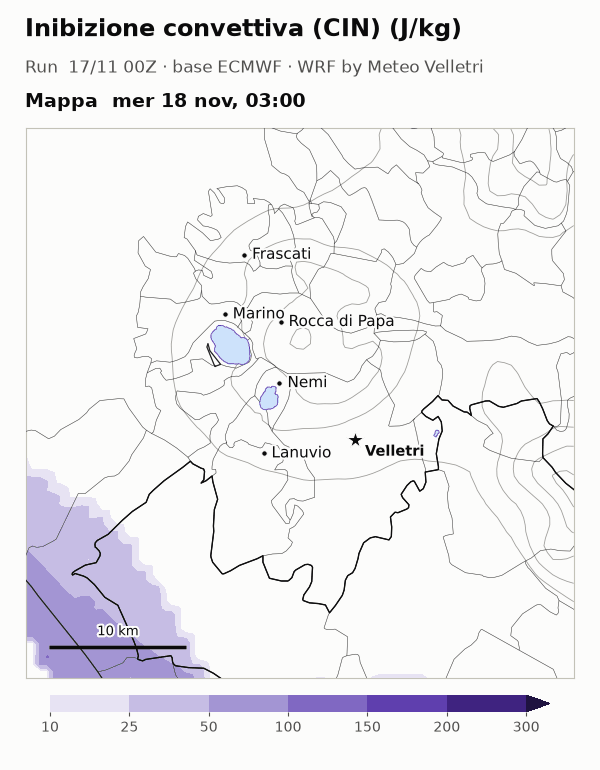 Inibizione convettiva (CIN) (J/kg)
Run  17/11 00Z · base ECMWF · WRF by Meteo Velletri
Mappa  mer 18 nov, 03:00
Frascati
Marino
Rocca di Papa
Nemi
Velletri
Lanuvio
10 km
10 25 50 100 150 200 300